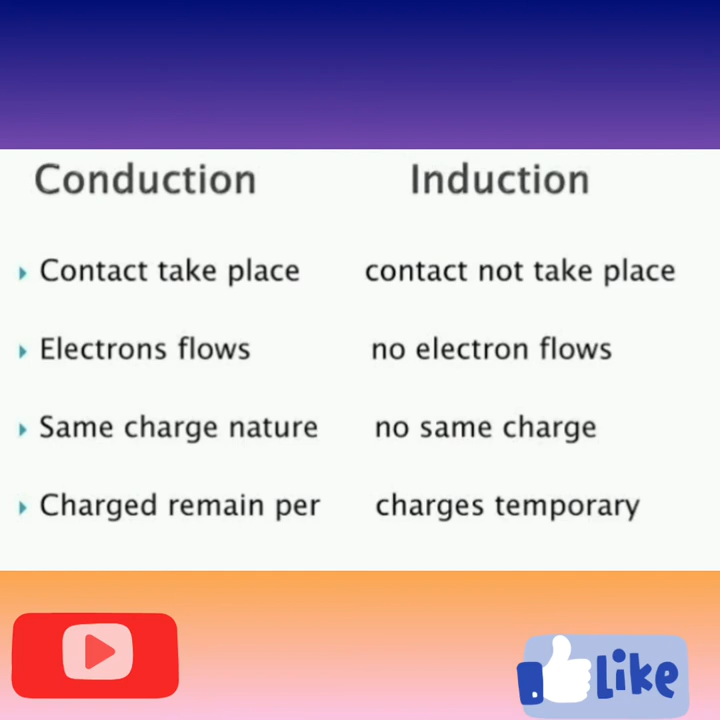 Conduction Induction
Contact take place contact not take place
Electrons flows no electron flows
Same charge nature no same charge
Charged remain per charges temporary
Like